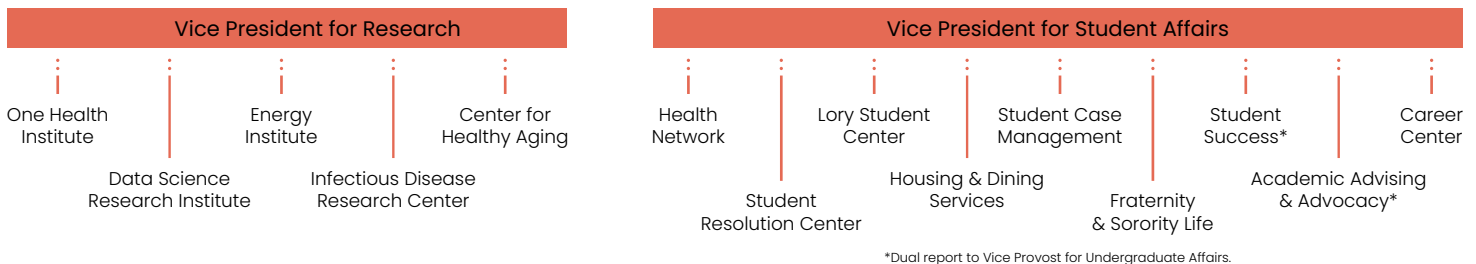 Vice President for Research
One Health
Institute
Data Science
Research Institute
Energy
Institute
Infectious Disease
Research Center
Center for
Healthy Aging
Vice President for Student Affairs
Health
Network
Student
Resolution Center
Lory Student
Center
Housing & Dining
Services
Student Case
Management
Fraternity
& Sorority Life
Student
Success*
Academic Advising
& Advocacy*
Career
Center
*Dual report to Vice Provost for Undergraduate Affairs.